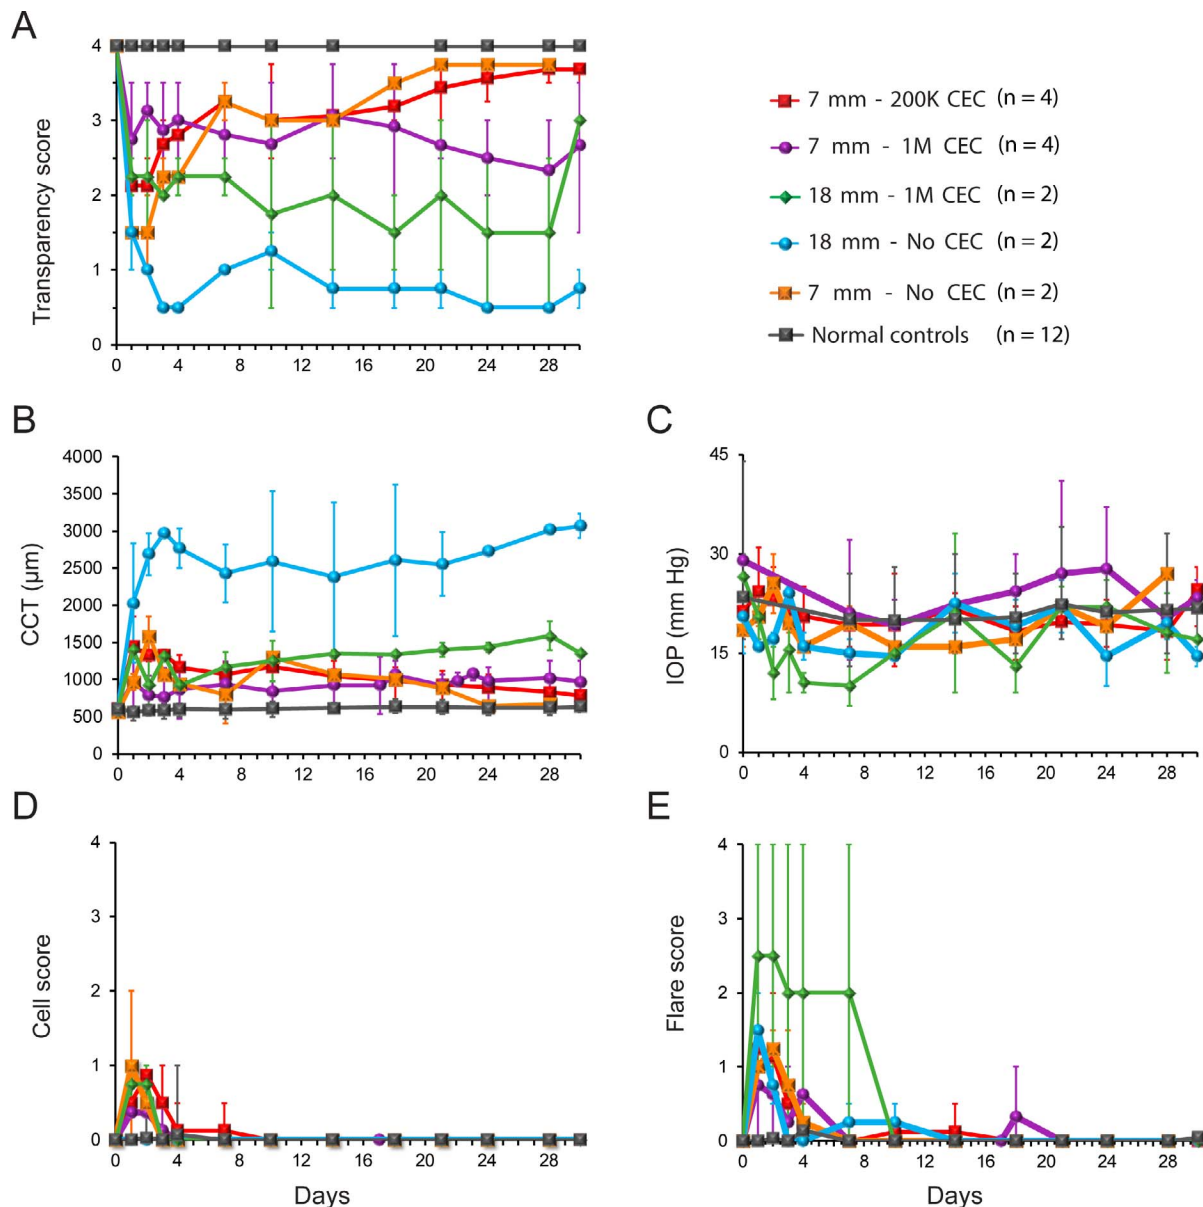 A
Transparency score
4
3
2
1
0
0 4 8 12 16 20 24 28
7 mm - 200K CEC (n = 4)
7 mm - 1M CEC (n = 4)
18 mm - 1M CEC (n = 2)
18 mm - No CEC (n = 2)
7 mm - No CEC (n = 2)
Normal controls (n = 12)
B
CCT (µm)
4000
3500
3000
2500
2000
1500
1000
500
0
0 4 8 12 16 20 24 28
C
IOP (mm Hg)
45
30
15
0
0 4 8 12 16 20 24 28
D
Cell score
4
3
2
1
0
0 4 8 12 16 20 24 28
Days
E
Flare score
4
3
2
1
0
0 4 8 12 16 20 24 28
Days